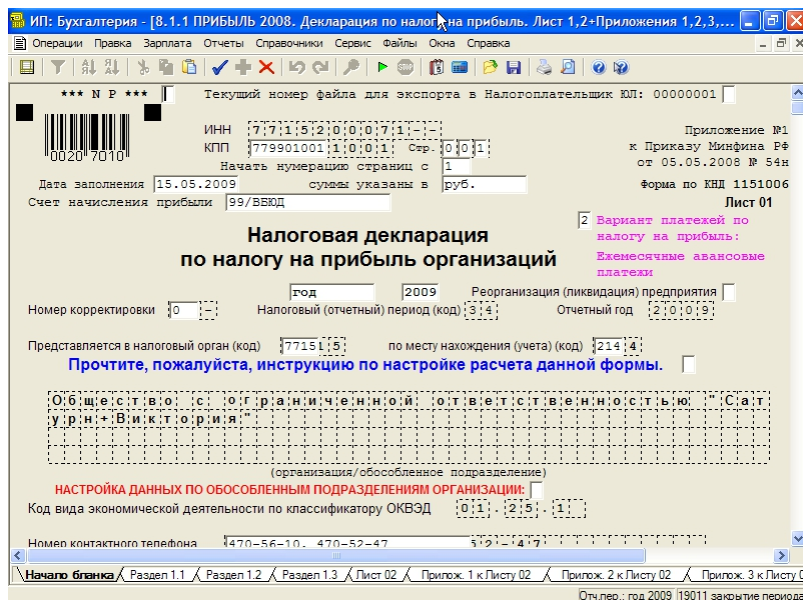 ИП: Бухгалтерия - [8.1.1 ПРИБЫЛЬ 2008. Декларация по налогу на прибыль. Лист 1,2+Приложения 1,2,3,...
Операции Правка Зарплата Отчеты Справочники Сервис Файлы Окна Справка
*** N P *** Текущий номер файла для экспорта в Налогоплательщик ЮЛ: 00000001
0020 7010
ИНН 7715200071--
Приложение №1
КПП 779901001 1001 Стр. 001
к Приказу Минфина РФ
Начать нумерацию страниц с 1
от 05.05.2008 № 54н
Дата заполнения 15.05.2009 суммы указаны в руб.
Форма по КНД 1151006
Счет начисления прибыли 99/ВБЮД
Лист 01
2 Вариант платежей по
налогу на прибыль:
Налоговая декларация
по налогу на прибыль организаций
Ежемесячные авансовые
платежи
год 2009 Реорганизация (ликвидация) предприятия
Номер корректировки 0 - Налоговый (отчетный) период (код) 34 Отчетный год 2009
Представляется в налоговый орган (код) 7715 5 по месту нахождения (учета) (код) 214 4
Прочтите, пожалуйста, инструкцию по настройке расчета данной формы.
Общество с ограниченной ответственностью "Сат
урн+Виктория"
(организация/обособленное подразделение)
НАСТРОЙКА ДАННЫХ ПО ОБОСОБЛЕННЫМ ПОДРАЗДЕЛЕНИЯМ ОРГАНИЗАЦИИ:
Код вида экономической деятельности по классификатору ОКВЭД 01.25.1
Номер контактного телефона 470-56-10, 470-52-47 52-47
Начало бланка Раздел 1.1 Раздел 1.2 Раздел 1.3 Лист 02 Прилож. 1 к Листу 02 Прилож. 2 к Листу 02 Прилож. 3 к Листу 0
Отч.пер.: год 2009 19011 закрытие периода